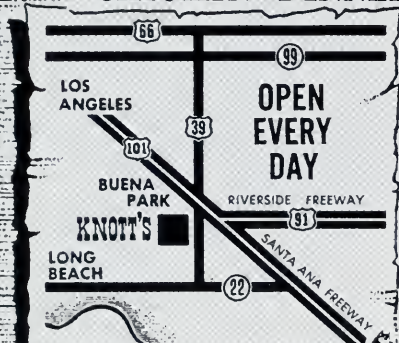 66
99
LOS
ANGELES
OPEN
EVERY
DAY
39
101
BUENA
PARK
RIVERSIDE FREEWAY
91
KNOTT'S
SANTA ANA FREEWAY
LONG
BEACH
22